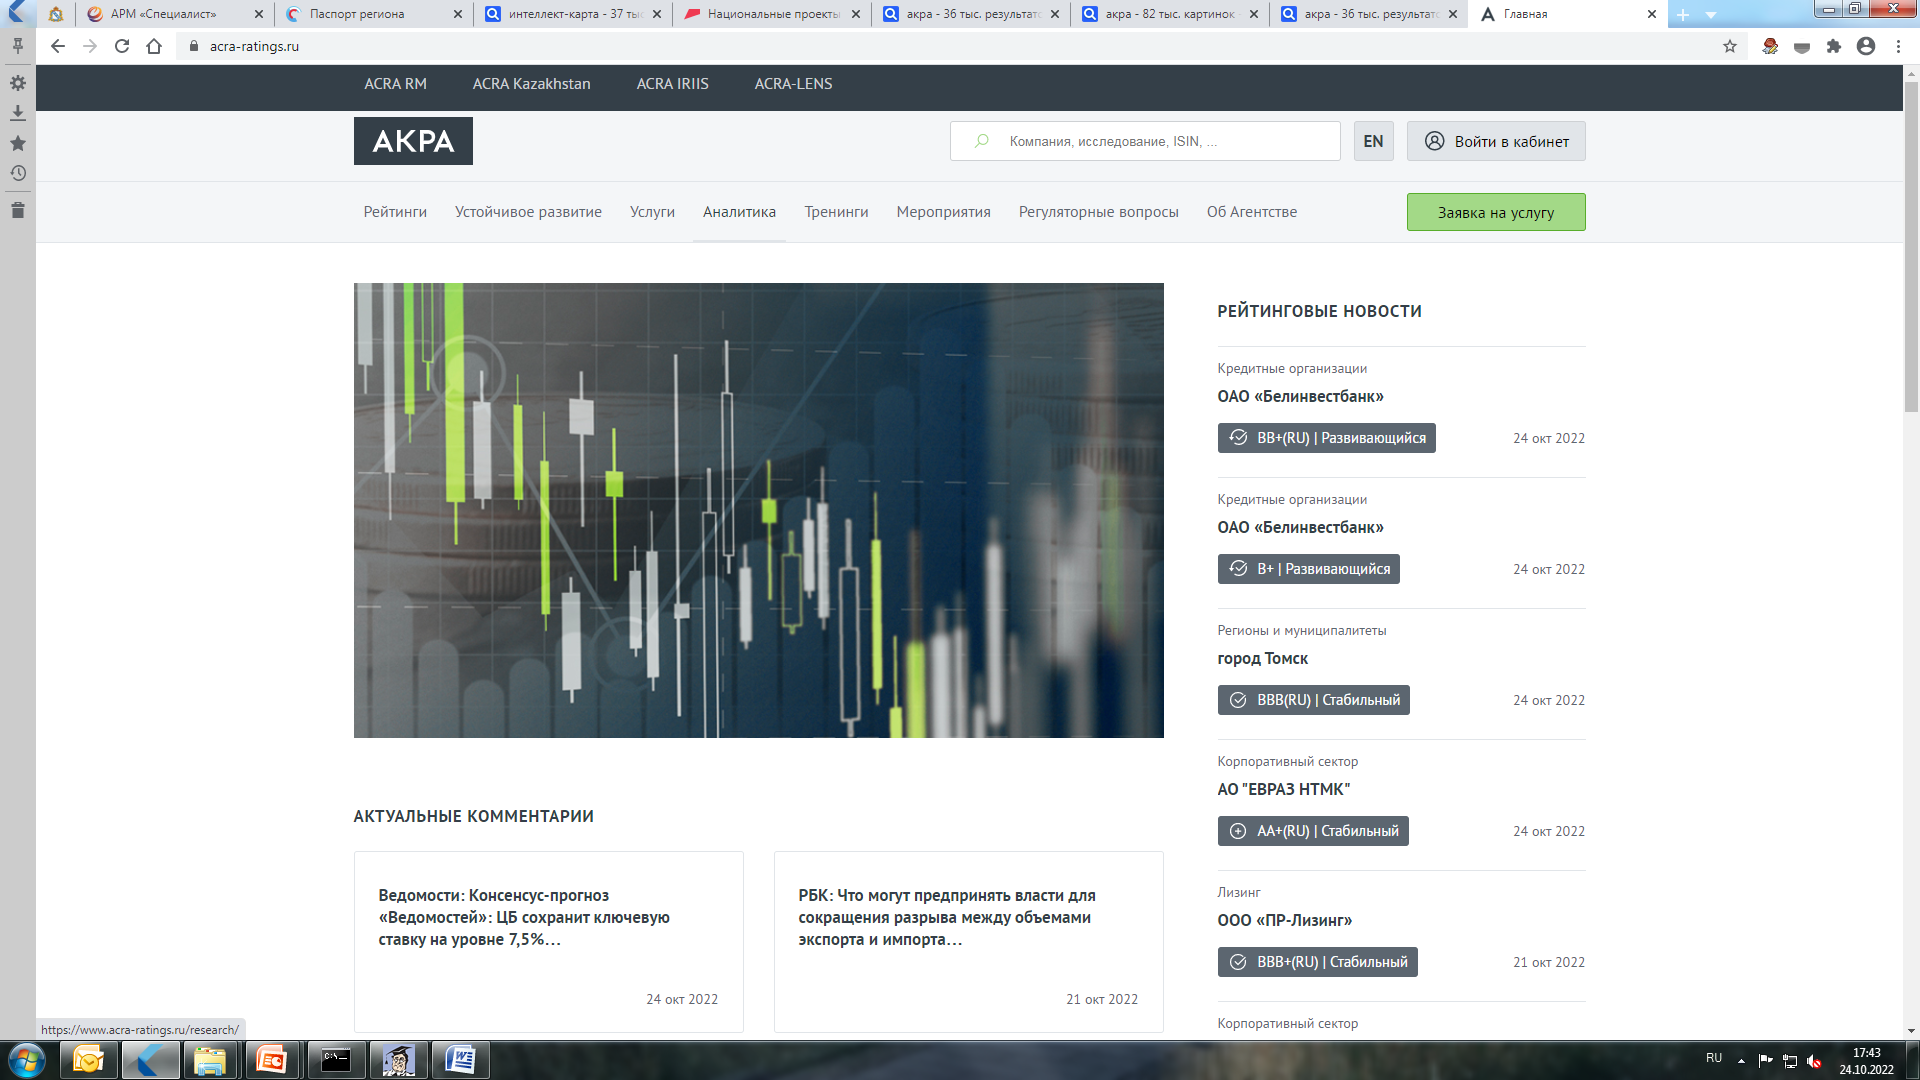 АРМ «Специалист»
Паспорт региона
интеллект-карта - 37 ты
Национальные проекты
акра - 36 тыс. результато
акра - 82 тыс. картинок
акра - 36 тыс. результато
Главная
acra-ratings.ru
ACRA RM
ACRA Kazakhstan
ACRA IRIIS
ACRA-LENS
АКРА
Компания, исследование, ISIN, ...
EN
Войти в кабинет
Рейтинги
Устойчивое развитие
Услуги
Аналитика
Тренинги
Мероприятия
Регуляторные вопросы
Об Агентстве
Заявка на услугу
РЕЙТИНГОВЫЕ НОВОСТИ
Кредитные организации
ОАО «Белинвестбанк»
BB+(RU) | Развивающийся
24 окт 2022
Кредитные организации
ОАО «Белинвестбанк»
B+ | Развивающийся
24 окт 2022
Регионы и муниципалитеты
город Томск
BBB(RU) | Стабильный
24 окт 2022
Корпоративный сектор
АО "ЕВРАЗ НТМК"
AA+(RU) | Стабильный
24 окт 2022
Лизинг
ООО «ПР-Лизинг»
BBB+(RU) | Стабильный
21 окт 2022
Корпоративный сектор
АКТУАЛЬНЫЕ КОММЕНТАРИИ
Ведомости: Консенсус-прогноз
«Ведомостей»: ЦБ сохранит ключевую
ставку на уровне 7,5%…
24 окт 2022
РБК: Что могут предпринять власти для
сокращения разрыва между объемами
экспорта и импорта…
21 окт 2022
https://www.acra-ratings.ru/research/
C:\_
RU
17:43
24.10.2022